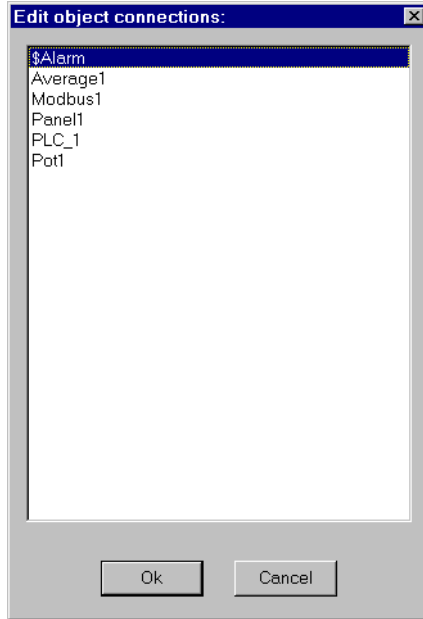 Edit object connections:
$Alarm
Average1
Modbus1
Panel1
PLC_1
Pot1
Ok
Cancel